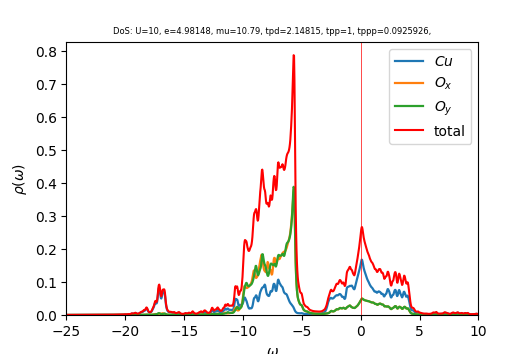 DoS: U=10, e=4.98148, mu=10.79, tpd=2.14815, tpp=1, tppp=0.0925926,
0.8
0.7
0.6
0.5
0.4
0.3
0.2
0.1
0.0
ρ(ω)
Cu
O_x
O_y
total
−25 −20 −15 −10 −5 0 5 10
ω